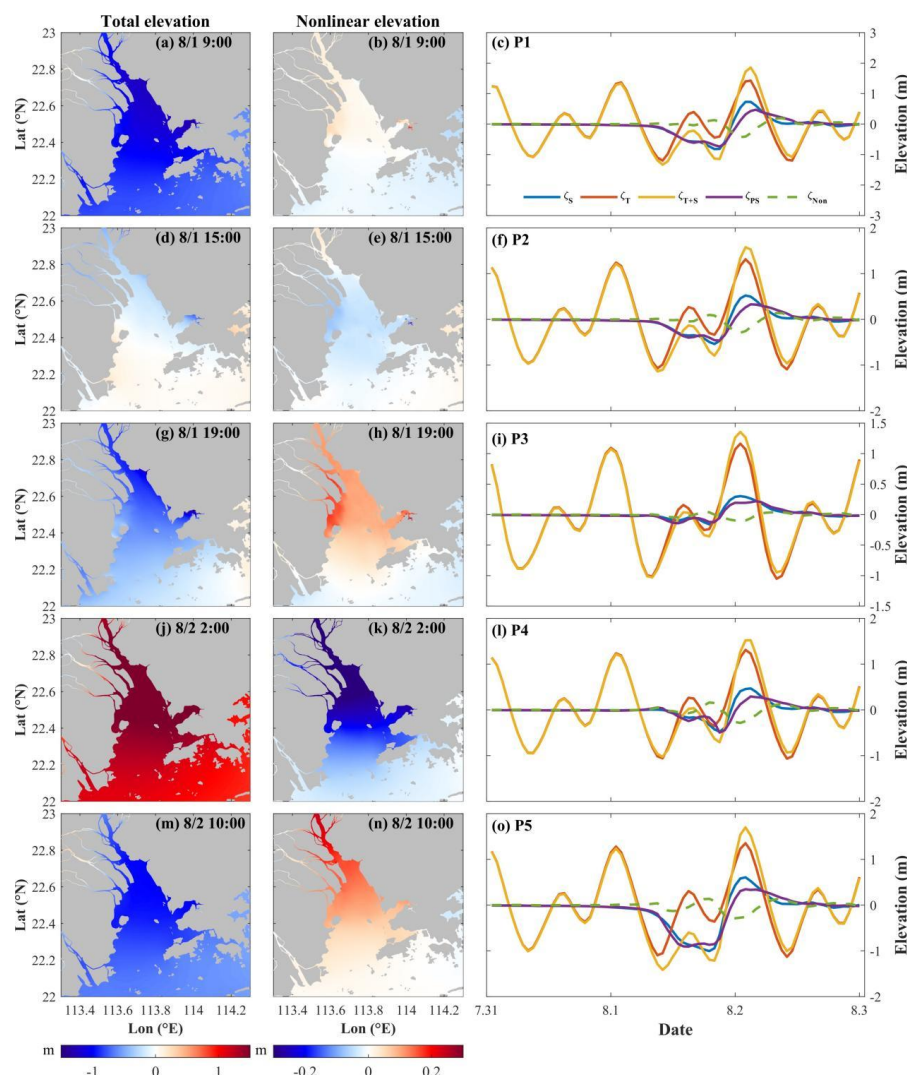 Total elevation
Nonlinear elevation
(a) 8/1 9:00
(b) 8/1 9:00
(c) P1
23
22.8
22.6
22.4
22.2
22
Lat (°N)
3
2
1
0
-1
-2
-3
Elevation (m)
ζS
ζT
ζT+S
ζPS
ζNon
(d) 8/1 15:00
(e) 8/1 15:00
(f) P2
22.8
22.6
22.4
22.2
22
Lat (°N)
2
1
0
-1
2
Elevation (m)
(g) 8/1 19:00
(h) 8/1 19:00
(i) P3
22.8
22.6
22.4
22.2
22
Lat (°N)
1.5
1
0.5
0
-0.5
-1
1.5
Elevation (m)
(j) 8/2 2:00
(k) 8/2 2:00
(l) P4
22.8
22.6
22.4
22.2
22
Lat (°N)
2
1
0
-1
2
Elevation (m)
(m) 8/2 10:00
(n) 8/2 10:00
(o) P5
22.8
22.6
22.4
22.2
22
Lat (°N)
2
1
0
-1
-2
Elevation (m)
113.4 113.6 113.8 114 114.2
Lon (°E)
113.4 113.6 113.8 114 114.2
Lon (°E)
7.31 8.1 8.2 8.3
Date
m
-1 0 1
m
-0.2 0 0.2